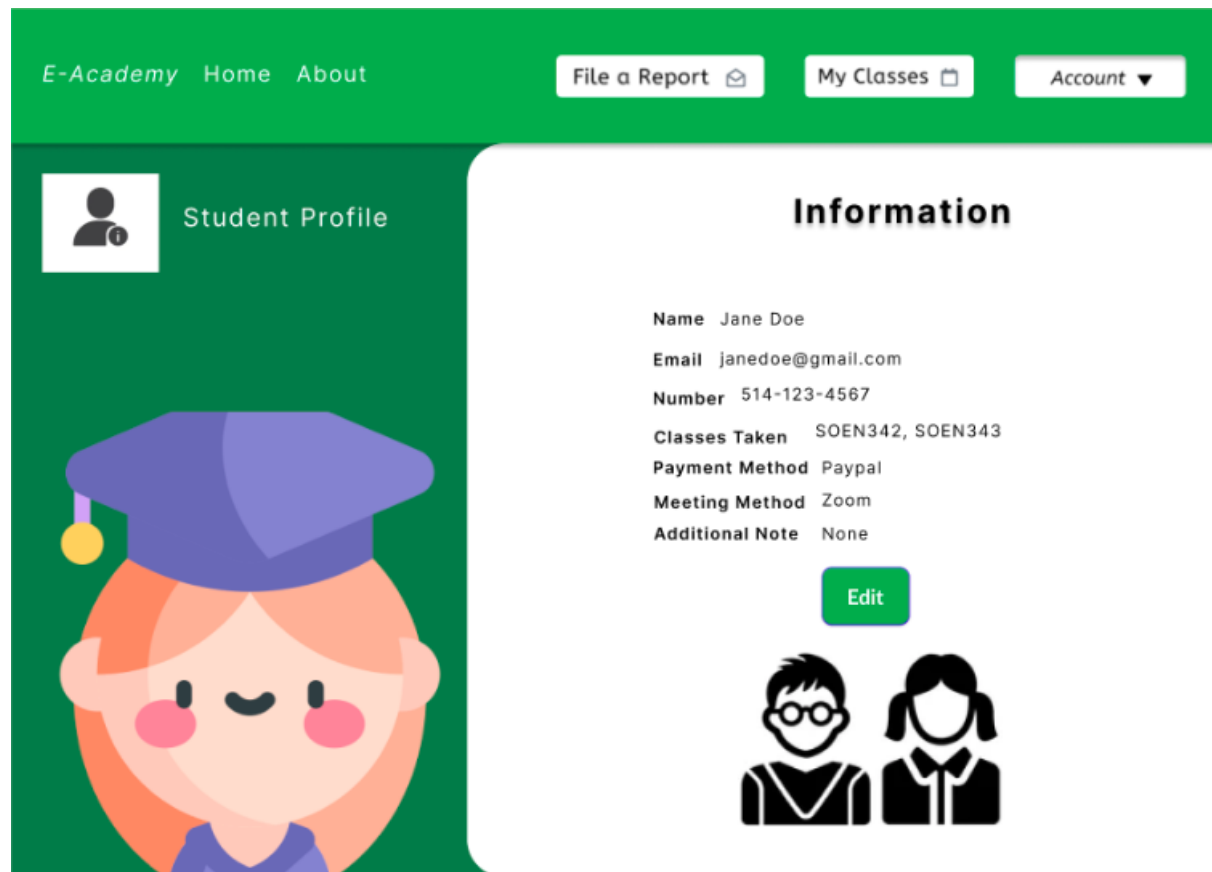 E-Academy Home About File a Report My Classes Account
Student Profile
Information
Name Jane Doe
Email janedoe@gmail.com
Number 514-123-4567
Classes Taken SOEN342, SOEN343
Payment Method Paypal
Meeting Method Zoom
Additional Note None
Edit